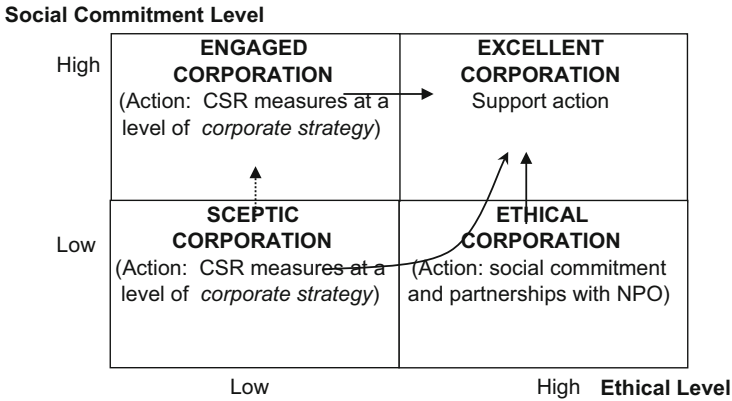 Social Commitment Level
High
ENGAGED
CORPORATION
(Action: CSR measures at a
level of corporate strategy)
EXCELLENT
CORPORATION
Support action
Low
SCEPTIC
CORPORATION
(Action: CSR measures at a
level of corporate strategy)
ETHICAL
CORPORATION
(Action: social commitment
and partnerships with NPO)
Low
High
Ethical Level